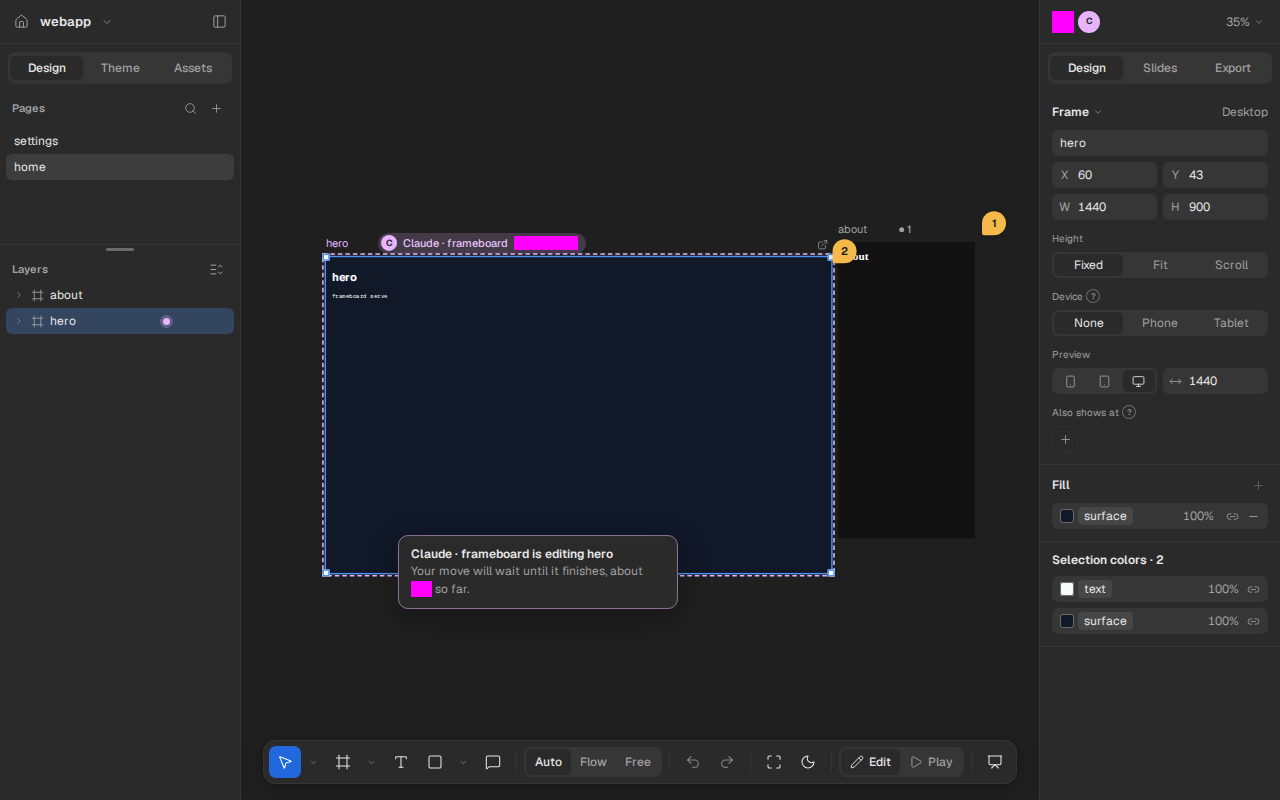 webapp
Design
Theme
Assets
Pages
settings
home
Layers
about
hero
hero
C Claude · frameboard
about
1
1
2
hero
frameboard serve
Claude · frameboard is editing hero
Your move will wait until it finishes, about
so far.
Auto
Flow
Free
Edit
Play
C
35%
Design
Slides
Export
Frame
Desktop
hero
X 60
Y 43
W 1440
H 900
Height
Fixed
Fit
Scroll
Device ?
None
Phone
Tablet
Preview
1440
Also shows at ?
Fill
surface 100%
Selection colors · 2
text 100%
surface 100%